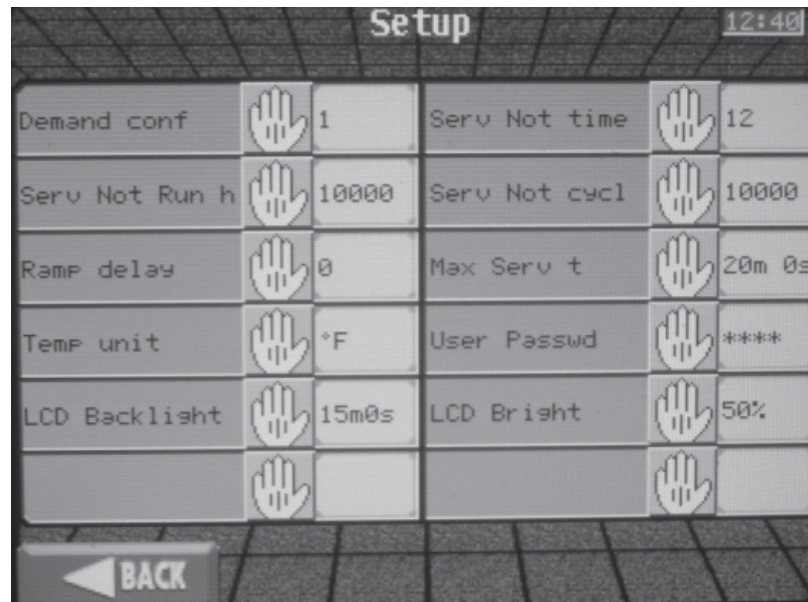 Setup
12:40
Demand conf 1 Serv Not time 12
Serv Not Run h 10000 Serv Not cycl 10000
Ramp delay 0 Max Serv t 20m 0s
Temp unit °F User Passwd ****
LCD Backlight 15m0s LCD Bright 50%
BACK